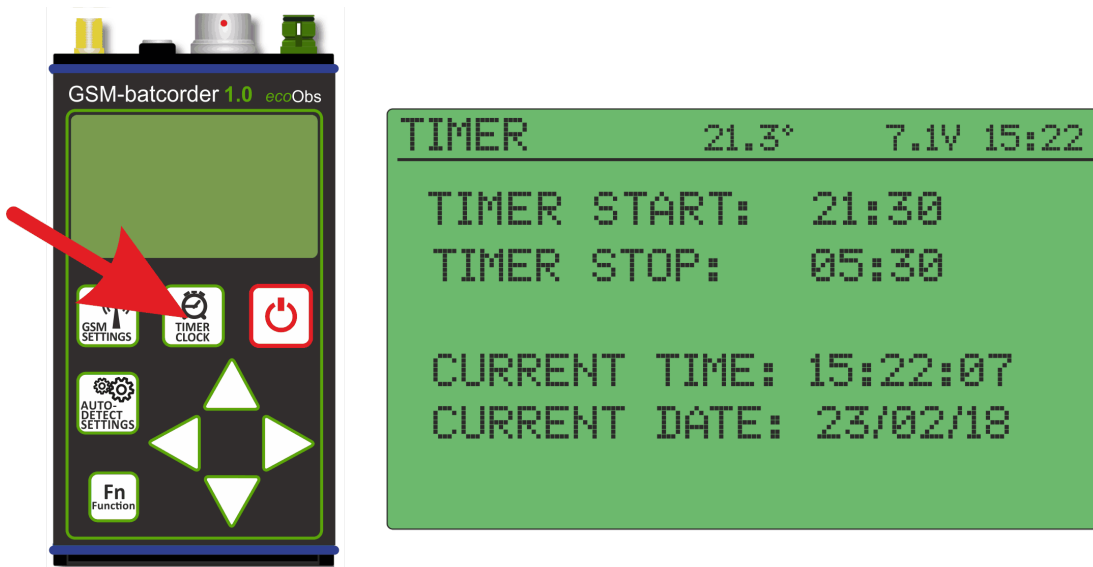 GSM-batcorder 1.0 ecoObs
GSM
SETTINGS
TIMER
CLOCK
AUTO-
DETECT
SETTINGS
Fn
Function
TIMER 21.3° 7.1V 15:22
TIMER START: 21:30
TIMER STOP: 05:30
CURRENT TIME: 15:22:07
CURRENT DATE: 23/02/18